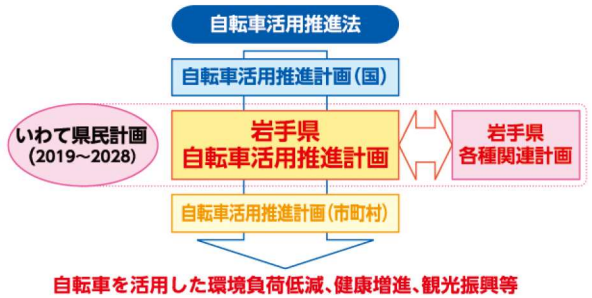 自転車活用推進法
自転車活用推進計画(国)
いわて県民計画
(2019〜2028)
岩手県
自転車活用推進計画
岩手県
各種関連計画
自転車活用推進計画(市町村)
自転車を活用した環境負荷低減、健康増進、観光振興等